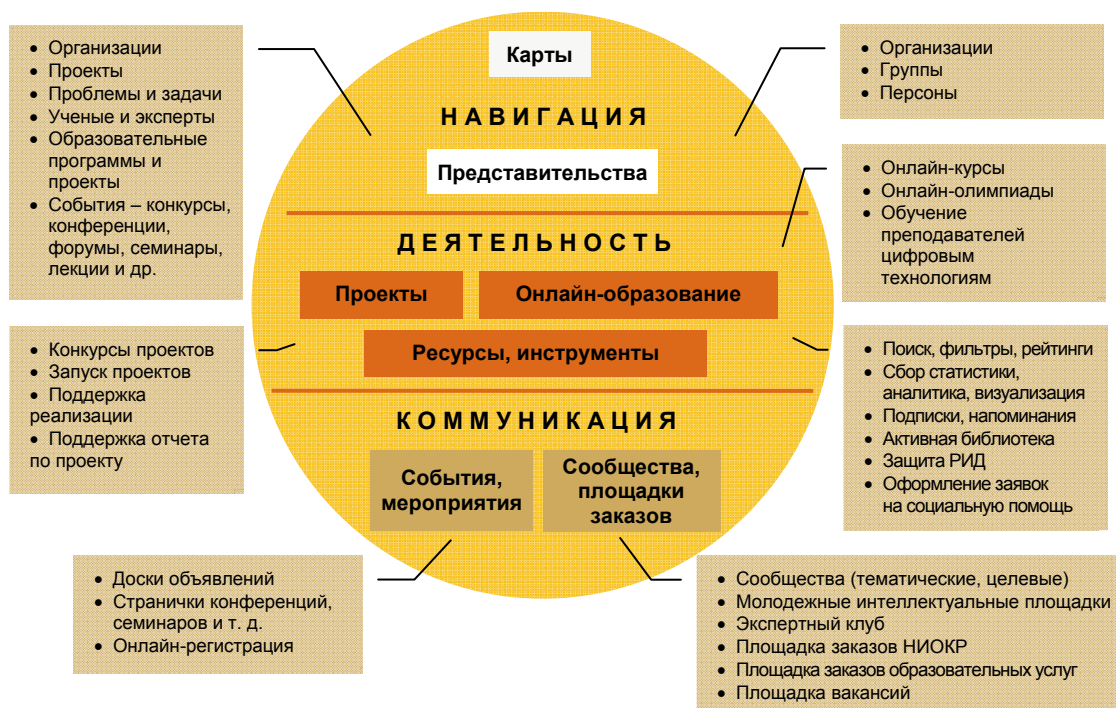 • Организации
• Проекты
• Проблемы и задачи
• Ученые и эксперты
• Образовательные
программы и
проекты
• События – конкурсы,
конференции,
форумы, семинары,
лекции и др.
Карты
НАВИГАЦИЯ
Представительства
• Организации
• Группы
• Персоны
ДЕЯТЕЛЬНОСТЬ
Проекты
Онлайн-образование
Ресурсы, инструменты
• Онлайн-курсы
• Онлайн-олимпиады
• Обучение
преподавателей
цифровым
технологиям
• Конкурсы проектов
• Запуск проектов
• Поддержка
реализации
• Поддержка отчета
по проекту
• Поиск, фильтры, рейтинги
• Сбор статистики,
аналитика, визуализация
• Подписки, напоминания
• Активная библиотека
• Защита РИД
• Оформление заявок
на социальную помощь
КОММУНИКАЦИЯ
События,
мероприятия
Сообщества,
площадки
заказов
• Доски объявлений
• Странички конференций,
семинаров и т. д.
• Онлайн-регистрация
• Сообщества (тематические, целевые)
• Молодежные интеллектуальные площадки
• Экспертный клуб
• Площадка заказов НИОКР
• Площадка заказов образовательных услуг
• Площадка вакансий